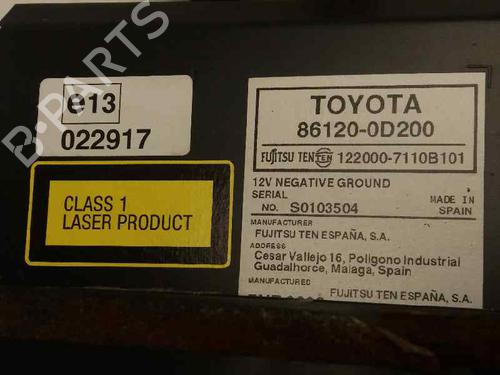 B-PARTS
e13
022917
CLASS 1
LASER PRODUCT
TOYOTA
86120-0D200
FUJITSU TEN TEN 122000-7110B101
12V NEGATIVE GROUND
SERIAL
NO. S0103504
MADE IN
SPAIN
MANUFACTURER
FUJITSU TEN ESPAÑA, S.A.
ADDRESS
Cesar Vallejo 16, Poligono Industrial
Guadalhorce, Malaga, Spain
MANUFACTURED
FUJITSU TEN ESPAÑA, S.A.